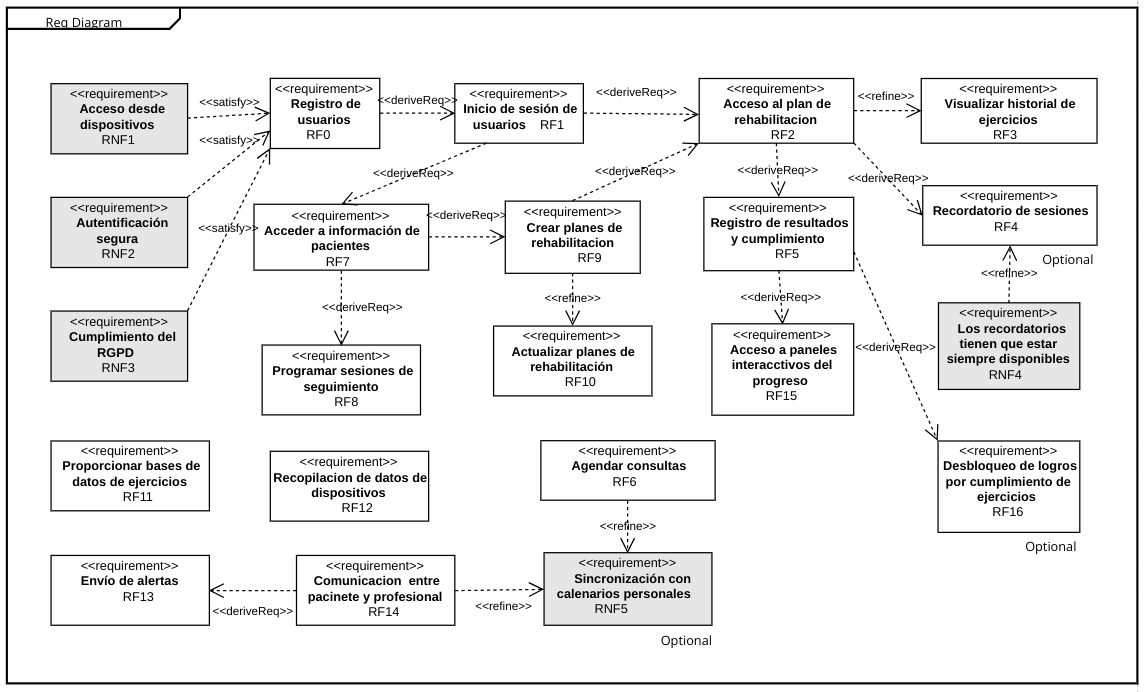 Req Diagram
<<requirement>>
Acceso desde
dispositivos
RNF1
<<satisfy>>
<<requirement>>
Registro de
usuarios
RF0
<<deriveReq>>
<<requirement>>
Inicio de sesión de
usuarios RF1
<<deriveReq>>
<<requirement>>
Acceso al plan de
rehabilitacion
RF2
<<refine>>
<<requirement>>
Visualizar historial de
ejercicios
RF3
<<satisfy>>
<<deriveReq>>
<<deriveReq>>
<<deriveReq>>
<<deriveReq>>
<<requirement>>
Autentificación
segura
RNF2
<<satisfy>>
<<requirement>>
Acceder a información de
pacientes
RF7
<<deriveReq>>
<<requirement>>
Crear planes de
rehabilitacion
RF9
<<requirement>>
Registro de resultados
y cumplimiento
RF5
<<requirement>>
Recordatorio de sesiones
RF4
Optional
<<refine>>
<<deriveReq>>
<<refine>>
<<deriveReq>>
<<requirement>>
Cumplimiento del
RGPD
RNF3
<<requirement>>
Programar sesiones de
seguimiento
RF8
<<requirement>>
Actualizar planes de
rehabilitación
RF10
<<requirement>>
Acceso a paneles
interacctivos del
progreso
RF15
<<deriveReq>>
<<requirement>>
Los recordatorios
tienen que estar
siempre disponibles
RNF4
<<requirement>>
Proporcionar bases de
datos de ejercicios
RF11
<<requirement>>
Recopilacion de datos de
dispositivos
RF12
<<requirement>>
Agendar consultas
RF6
<<requirement>>
Desbloqueo de logros
por cumplimiento de
ejercicios
RF16
Optional
<<refine>>
<<requirement>>
Envío de alertas
RF13
<<deriveReq>>
<<requirement>>
Comunicacion entre
pacinete y profesional
RF14
<<refine>>
<<requirement>>
Sincronización con
calenarios personales
RNF5
Optional